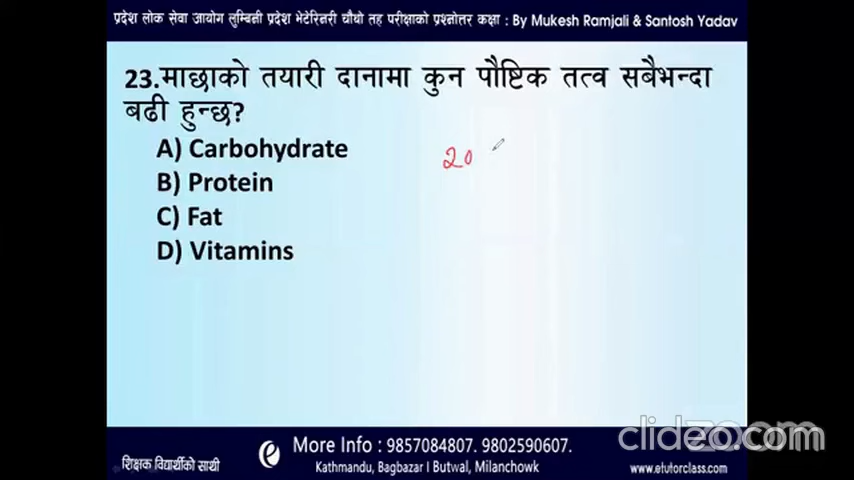 प्रदेश लोक सेवा आयोग लुम्बिनी प्रदेश भेटेरिनरी चौथो तह परीक्षाको प्रश्नोत्तर कक्षा : By Mukesh Ramjali & Santosh Yadav
23.माछाको तयारी दानामा कुन पौष्टिक तत्व सबैभन्दा
बढी हुन्छ?
A) Carbohydrate
20
B) Protein
C) Fat
D) Vitamins
शिक्षक विद्यार्थीको साथी
More Info : 9857084807. 9802590607.
Kathmandu, Bagbazar I Butwal, Milanchowk
clideo.com
zoom
www.etutorclass.com